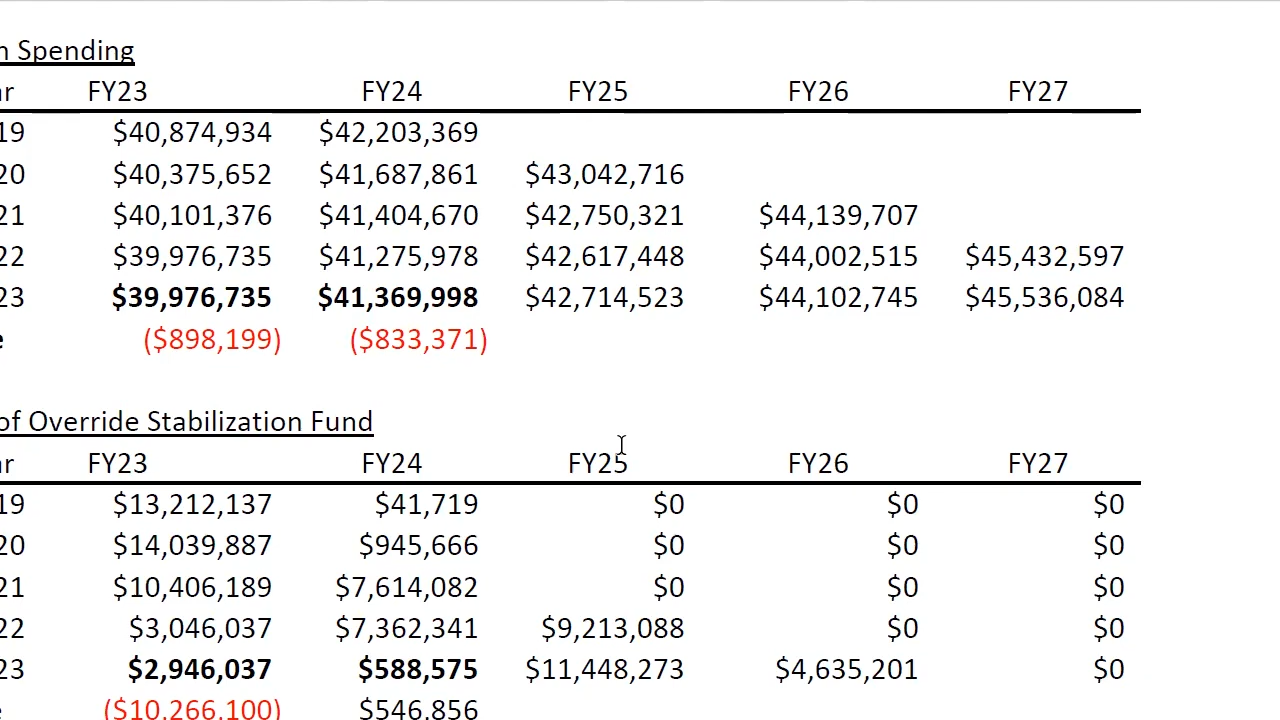 n Spending
ar FY23 FY24 FY25 FY26 FY27
19 $40,874,934 $42,203,369
20 $40,375,652 $41,687,861 $43,042,716
21 $40,101,376 $41,404,670 $42,750,321 $44,139,707
22 $39,976,735 $41,275,978 $42,617,448 $44,002,515 $45,432,597
23 $39,976,735 $41,369,998 $42,714,523 $44,102,745 $45,536,084
e ($898,199) ($833,371)
of Override Stabilization Fund
ar FY23 FY24 FY25 FY26 FY27
19 $13,212,137 $41,719 $0 $0 $0
20 $14,039,887 $945,666 $0 $0 $0
21 $10,406,189 $7,614,082 $0 $0 $0
22 $3,046,037 $7,362,341 $9,213,088 $0 $0
23 $2,946,037 $588,575 $11,448,273 $4,635,201 $0
e ($10,266,100) $546,856